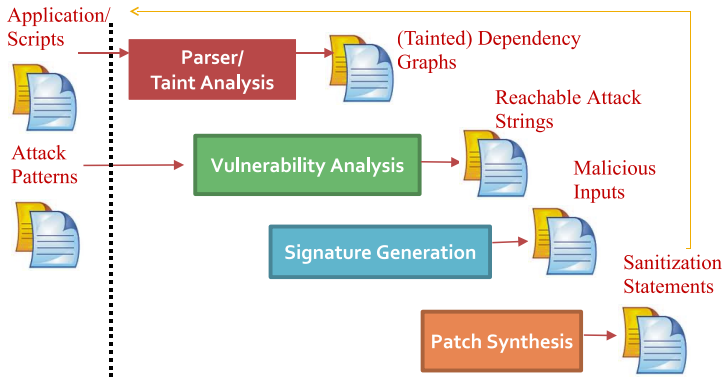 Application/
Scripts
Parser/
Taint Analysis
(Tainted) Dependency
Graphs
Attack
Patterns
Vulnerability Analysis
Reachable Attack
Strings
Signature Generation
Malicious
Inputs
Patch Synthesis
Sanitization
Statements